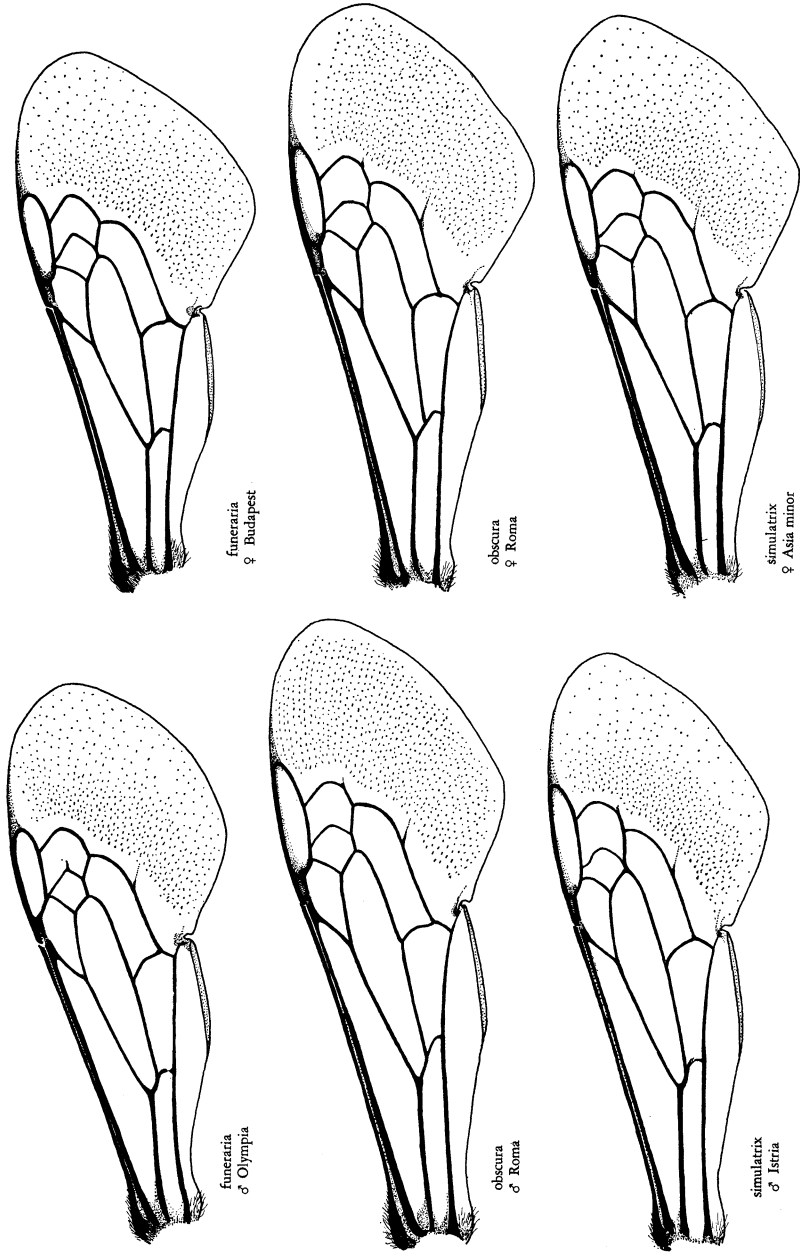 funeraria
♀ Budapest
obscura
♀ Roma
simulatrix
♀ Asia minor
funeraria
♂ Olympia
obscura
♂ Roma
simulatrix
♂ Istria